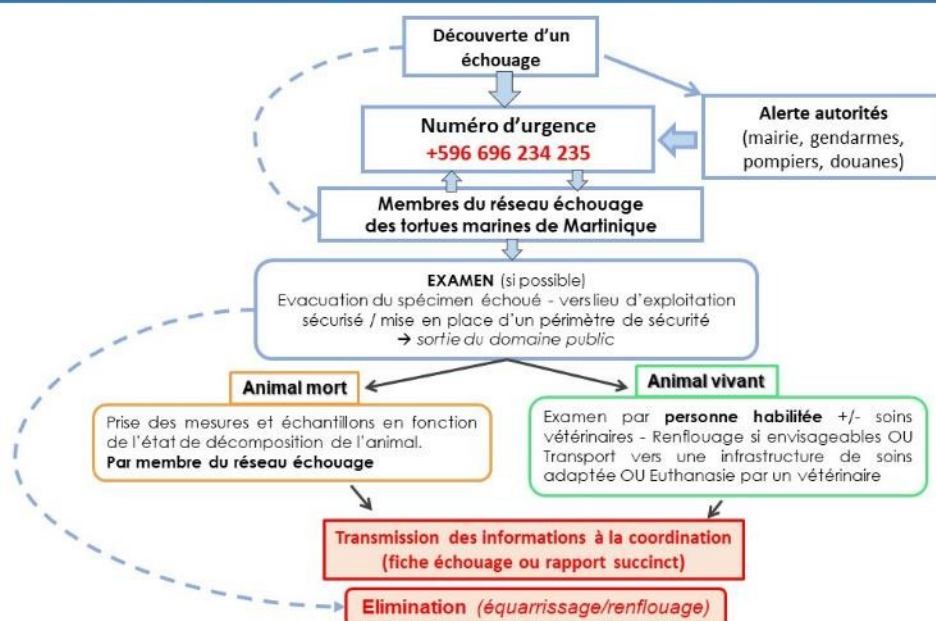 Découverte d'un
échouage
Numéro d'urgence
+596 696 234 235
Alerte autorités
(mairie, gendarmes,
pompiers, douanes)
Membres du réseau échouage
des tortues marines de Martinique
EXAMEN (si possible)
Evacuation du spécimen échoué - vers lieu d'exploitation
sécurisé / mise en place d'un périmètre de sécurité
→ sortie du domaine public
Animal mort
Prise des mesures et échantillons en fonction
de l'état de décomposition de l'animal.
Par membre du réseau échouage
Animal vivant
Examen par personne habilitée +/- soins
vétérinaires - Renflouage si envisageables OU
Transport vers une infrastructure de soins
adaptée OU Euthanasie par un vétérinaire
Transmission des informations à la coordination
(fiche échouage ou rapport succinct)
Elimination (équarrissage/renflouage)